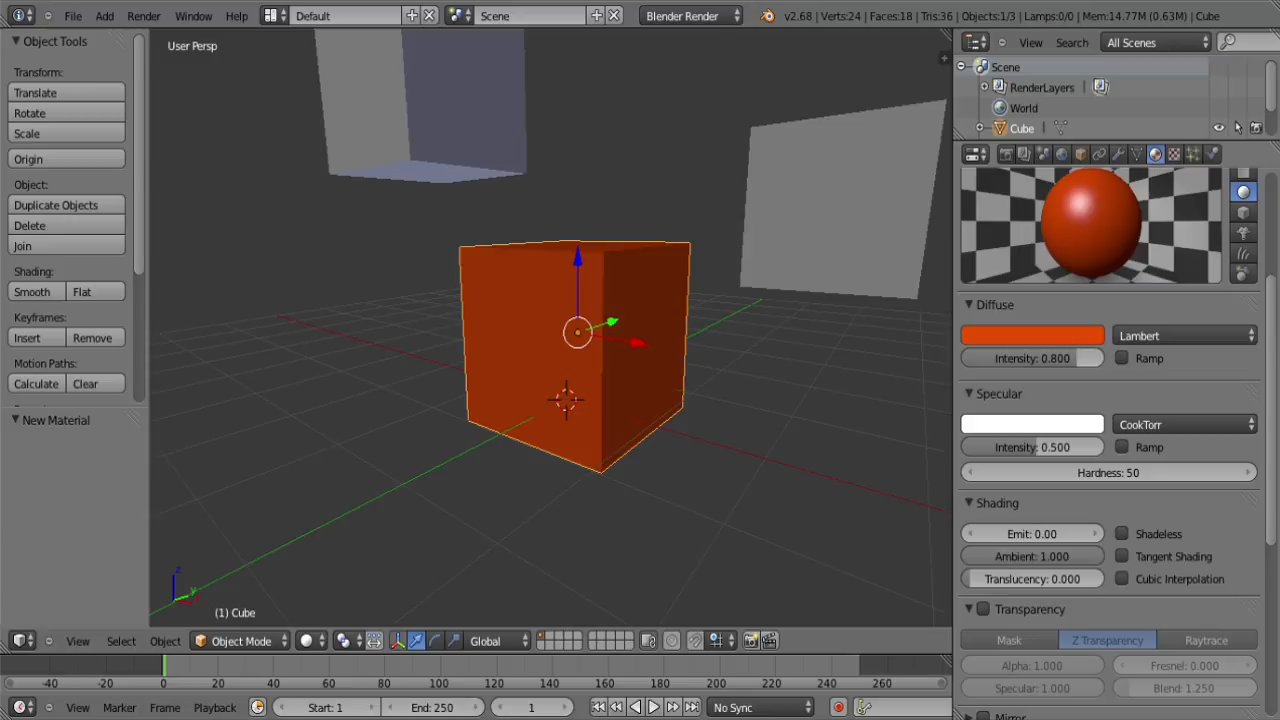 File Add Render Window Help Default Scene Blender Render v2.68 | Verts:24 | Faces:18 | Tris:36 | Objects:1/3 | Lamps:0/0 | Mem:14.77M (0.63M) | Cube
Object Tools
Transform:
Translate
Rotate
Scale
Origin
Object:
Duplicate Objects
Delete
Join
Shading:
Smooth Flat
Keyframes:
Insert Remove
Motion Paths:
Calculate Clear
New Material
User Persp
z
y
(1) Cube
View Select Object Object Mode Global
-40 -20 0 20 40 60 80 100 120 140 160 180 200 220 240 260
View Marker Frame Playback Start: 1 End: 250 1 No Sync
View Search All Scenes
Scene
RenderLayers |
World
Cube |
Diffuse
Lambert
Intensity: 0.800 Ramp
Specular
CookTorr
Intensity: 0.500 Ramp
Hardness: 50
Shading
Emit: 0.00 Shadeless
Ambient: 1.000 Tangent Shading
Translucency: 0.000 Cubic Interpolation
Transparency
Mask Z Transparency Raytrace
Alpha: 1.000 Fresnel: 0.000
Specular: 1.000 Blend: 1.250
Mirror